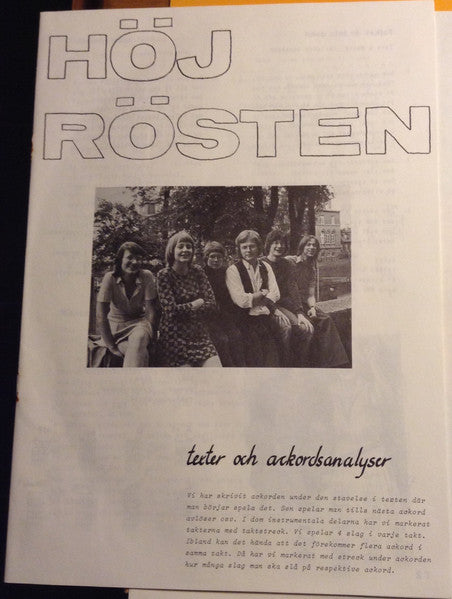 HÖJ
RÖSTEN
texter och ackordsanalyser
Vi har skrivit ackorden under den stavelse i texten där
man börjar spela det. Sen spelar man tills nästa ackord
avlöser osv. I dom instrumentala delarna har vi markerat
takterna med taktstreck. Vi spelar 4 slag i varje takt.
Ibland kan det hända att det förekommer flera ackord i
samma takt. Då har vi markerat med streck under ackorden
hur många slag man ska slå på respektive ackord.